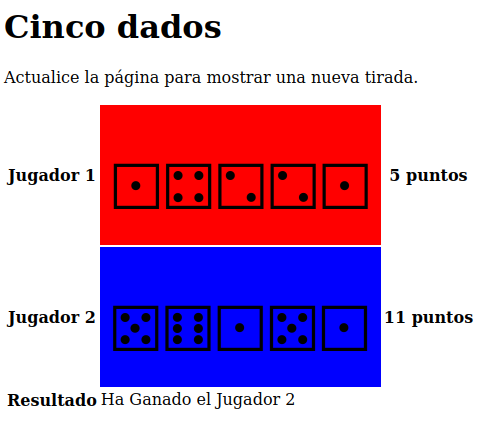 Cinco dados
Actualice la página para mostrar una nueva tirada.
Jugador 1 5 puntos
Jugador 2 11 puntos
Resultado Ha Ganado el Jugador 2